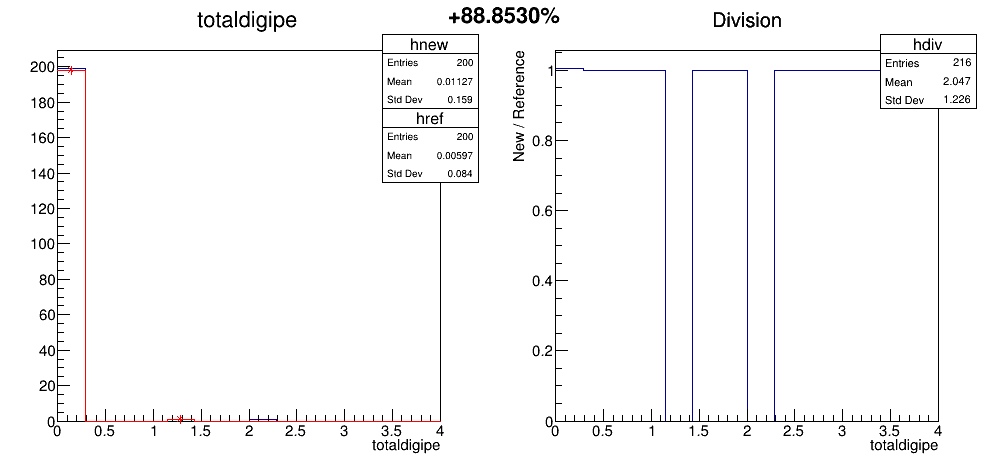 +88.8530%
totaldigipe
hnew
Entries 200
Mean 0.01127
Std Dev 0.159
href
Entries 200
Mean 0.00597
Std Dev 0.084
200
180
160
140
120
100
80
60
40
20
0
0 0.5 1 1.5 2 2.5 3 3.5 4
totaldigipe
Division
hdiv
Entries 216
Mean 2.047
Std Dev 1.226
New / Reference
1
0.8
0.6
0.4
0.2
0
0 0.5 1 1.5 2 2.5 3 3.5 4
totaldigipe